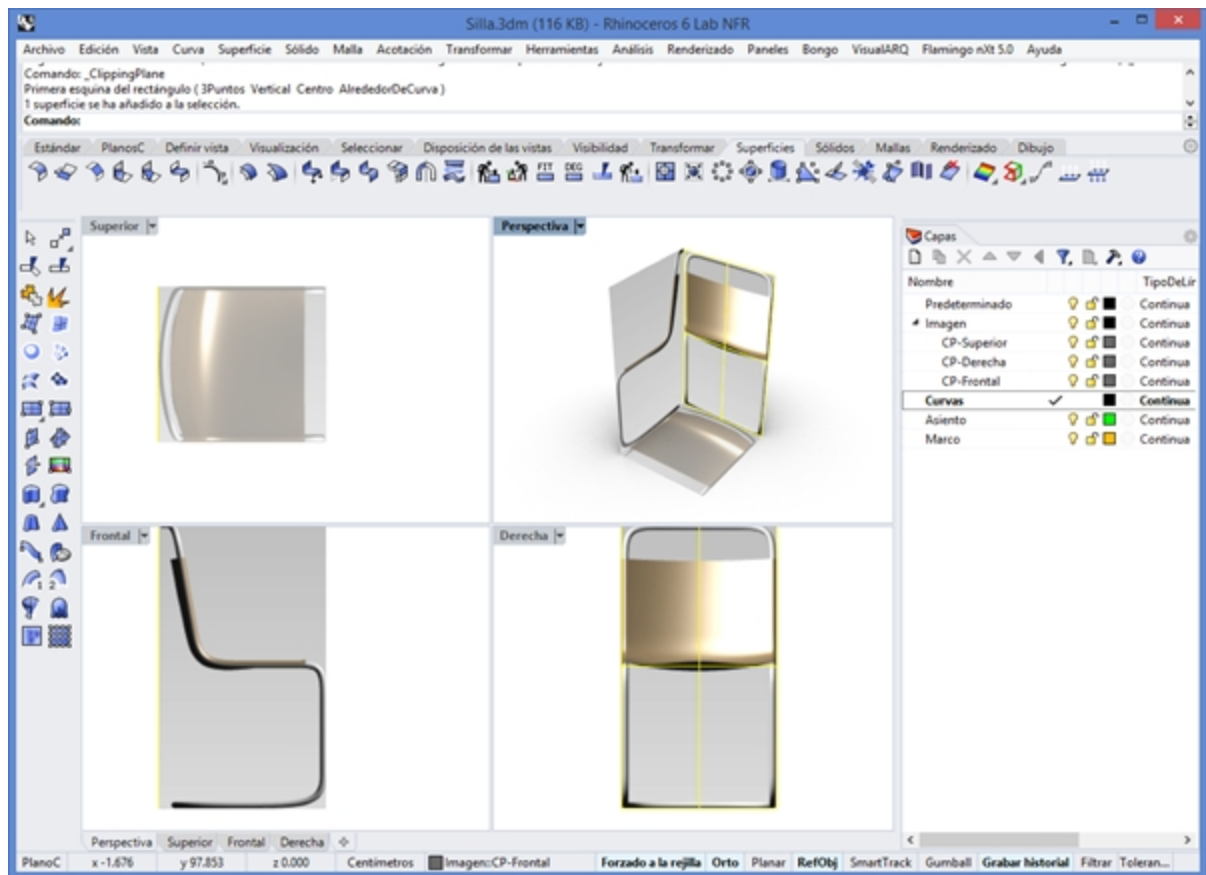 Silla.3dm (116 KB) - Rhinoceros 6 Lab NFR
Archivo Edición Vista Curva Superficie Sólido Malla Acotación Transformar Herramientas Análisis Renderizado Paneles Bongo VisualARQ Flamingo nXt 5.0 Ayuda
Comando: _ClippingPlane
Primera esquina del rectángulo ( 3Puntos Vertical Centro AlrededorDeCurva )
1 superficie se ha añadido a la selección.
Comando:
Estándar PlanosC Definir vista Visualización Seleccionar Disposición de las vistas Visibilidad Transformar Superficies Sólidos Mallas Renderizado Dibujo
FIT DEG
Superior
Perspectiva
Capas
Nombre TipoDeLír
Predeterminado Continua
Imagen Continua
CP-Superior Continua
CP-Derecha Continua
CP-Frontal Continua
Curvas Continua
Asiento Continua
Marco Continua
1 2
Frontal
Derecha
Perspectiva Superior Frontal Derecha
PlanoC x -1.676 y 97.853 z 0.000 Centímetros Imagen::CP-Frontal Forzado a la rejilla Orto Planar RefObj SmartTrack Gumball Grabar historial Filtrar Toleran...